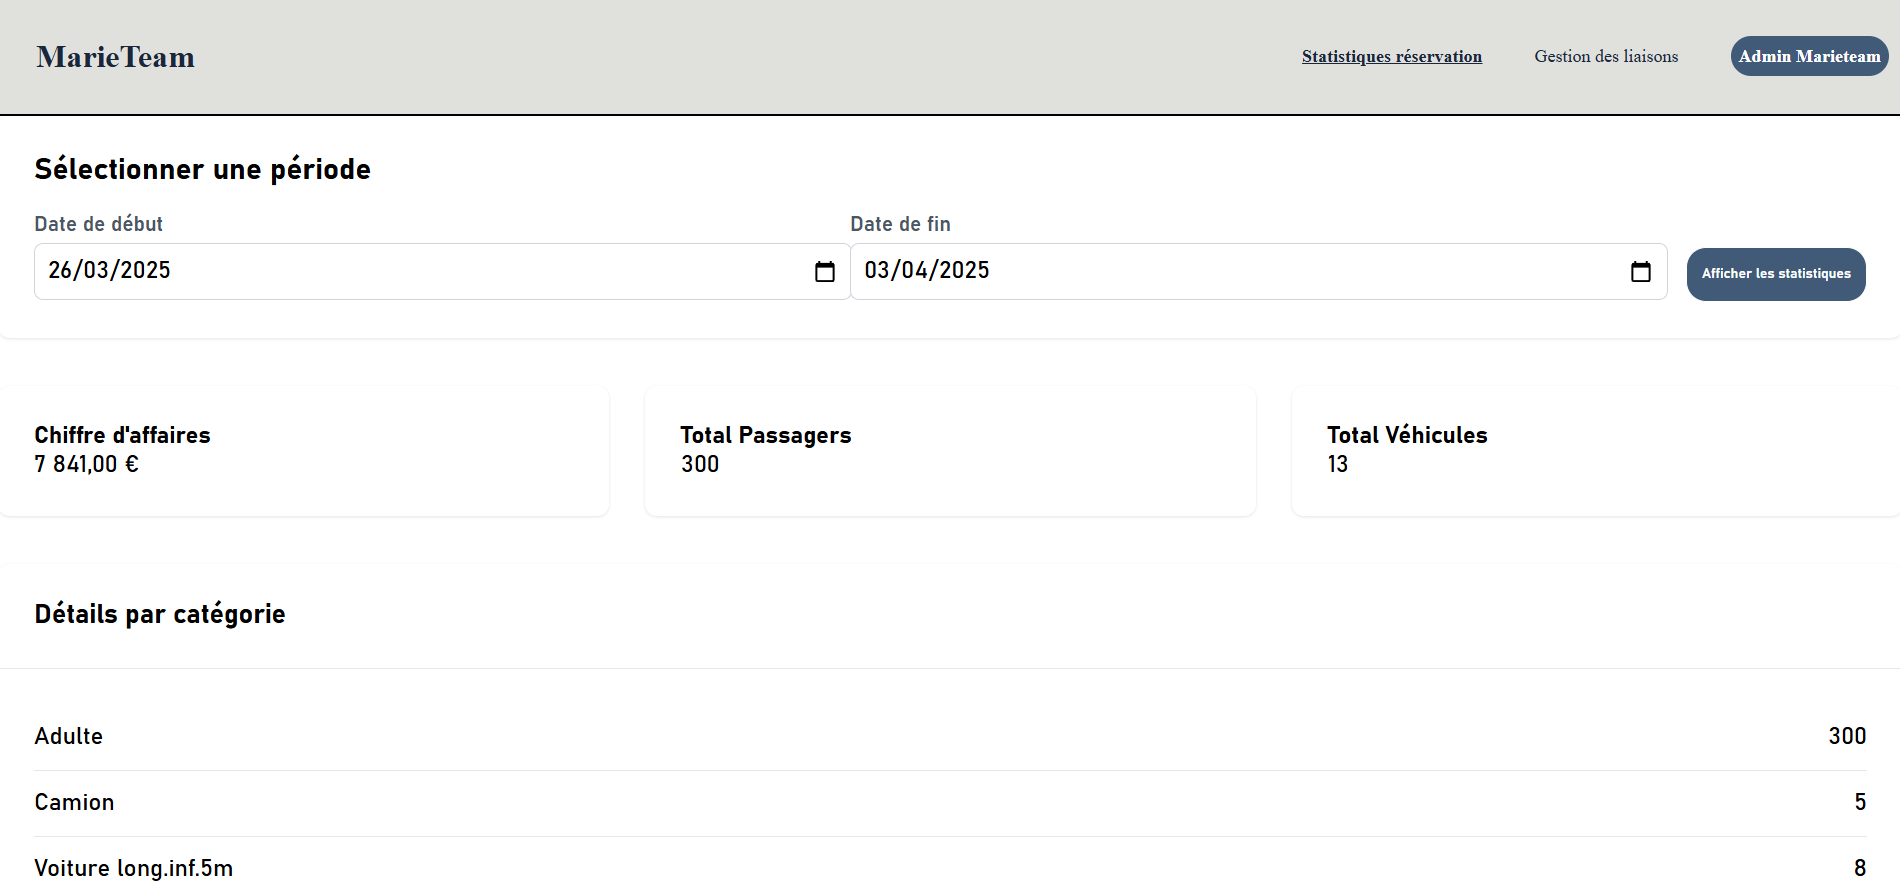 MarieTeam
Statistiques réservation
Gestion des liaisons
Admin Marieteam
Sélectionner une période
Date de début
Date de fin
26/03/2025
03/04/2025
Afficher les statistiques
Chiffre d'affaires
7 841,00 €
Total Passagers
300
Total Véhicules
13
Détails par catégorie
Adulte 300
Camion 5
Voiture long.inf.5m 8